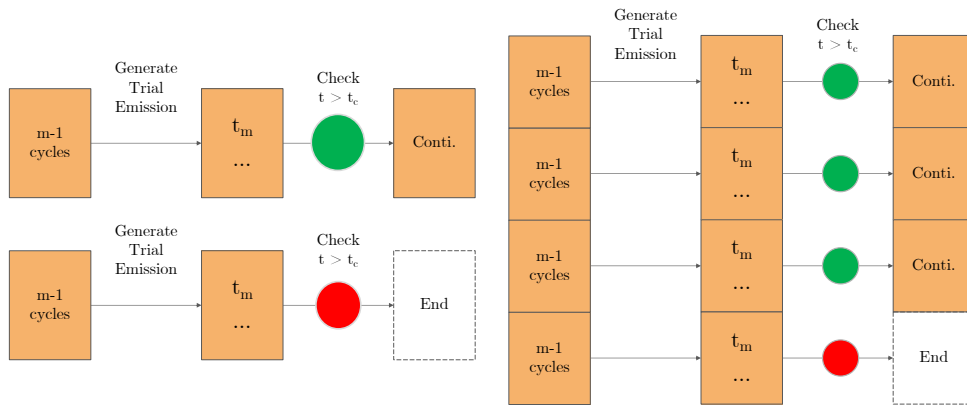 Generate
Trial
Emission
Check
t > t_c
m-1
cycles
t_m
...
Conti.
Generate
Trial
Emission
Check
t > t_c
m-1
cycles
t_m
...
End
Generate
Trial
Emission
Check
t > t_c
m-1
cycles
t_m
...
Conti.
m-1
cycles
t_m
...
Conti.
m-1
cycles
t_m
...
Conti.
m-1
cycles
t_m
...
End